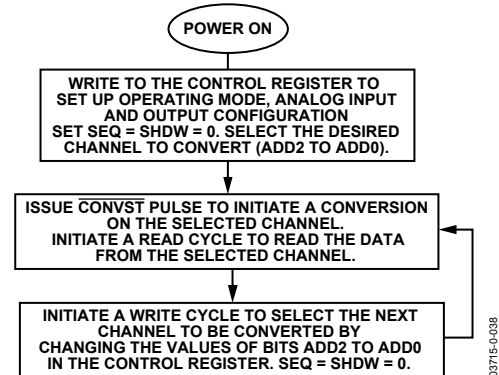 POWER ON
WRITE TO THE CONTROL REGISTER TO
SET UP OPERATING MODE, ANALOG INPUT
AND OUTPUT CONFIGURATION
SET SEQ = SHDW = 0. SELECT THE DESIRED
CHANNEL TO CONVERT (ADD2 TO ADD0).
ISSUE CONVST PULSE TO INITIATE A CONVERSION
ON THE SELECTED CHANNEL.
INITIATE A READ CYCLE TO READ THE DATA
FROM THE SELECTED CHANNEL.
INITIATE A WRITE CYCLE TO SELECT THE NEXT
CHANNEL TO BE CONVERTED BY
CHANGING THE VALUES OF BITS ADD2 TO ADD0
IN THE CONTROL REGISTER. SEQ = SHDW = 0.
03715-0-038